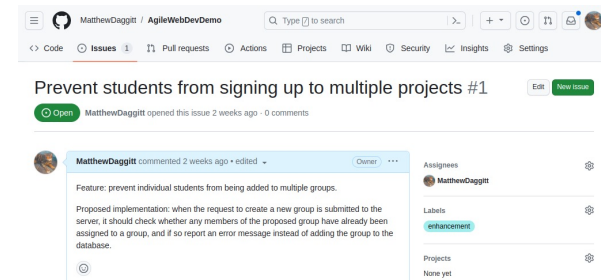 MatthewDaggitt / AgileWebDevDemo
Type / to search
<> Code
Issues 1
Pull requests
Actions
Projects
Wiki
Security
Insights
Settings
Prevent students from signing up to multiple projects #1
Edit
New issue
Open
MatthewDaggitt opened this issue 2 weeks ago · 0 comments
MatthewDaggitt commented 2 weeks ago • edited
Owner
Feature: prevent individual students from being added to multiple groups.
Proposed implementation: when the request to create a new group is submitted to the
server, it should check whether any members of the proposed group have already been
assigned to a group, and if so report an error message instead of adding the group to the
database.
Assignees
MatthewDaggitt
Labels
enhancement
Projects
None yet